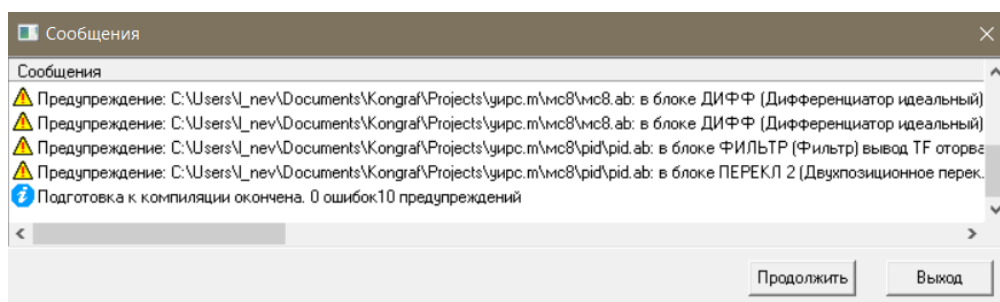 Сообщения
Сообщения
Предупреждение: C:\Users\l_nev\Documents\Kongraf\Projects\уирс.m\мс8\мс8.ab: в блоке ДИФФ (Дифференциатор идеальный)
Предупреждение: C:\Users\l_nev\Documents\Kongraf\Projects\уирс.m\мс8\мс8.ab: в блоке ДИФФ (Дифференциатор идеальный)
Предупреждение: C:\Users\l_nev\Documents\Kongraf\Projects\уирс.m\мс8\pid\pid.ab: в блоке ФИЛЬТР (Фильтр) вывод TF оторва
Предупреждение: C:\Users\l_nev\Documents\Kongraf\Projects\уирс.m\мс8\pid\pid.ab: в блоке ПЕРЕКЛ 2 (Двухпозиционное перек.
Подготовка к компиляции окончена. 0 ошибок10 предупреждений
Продолжить Выход